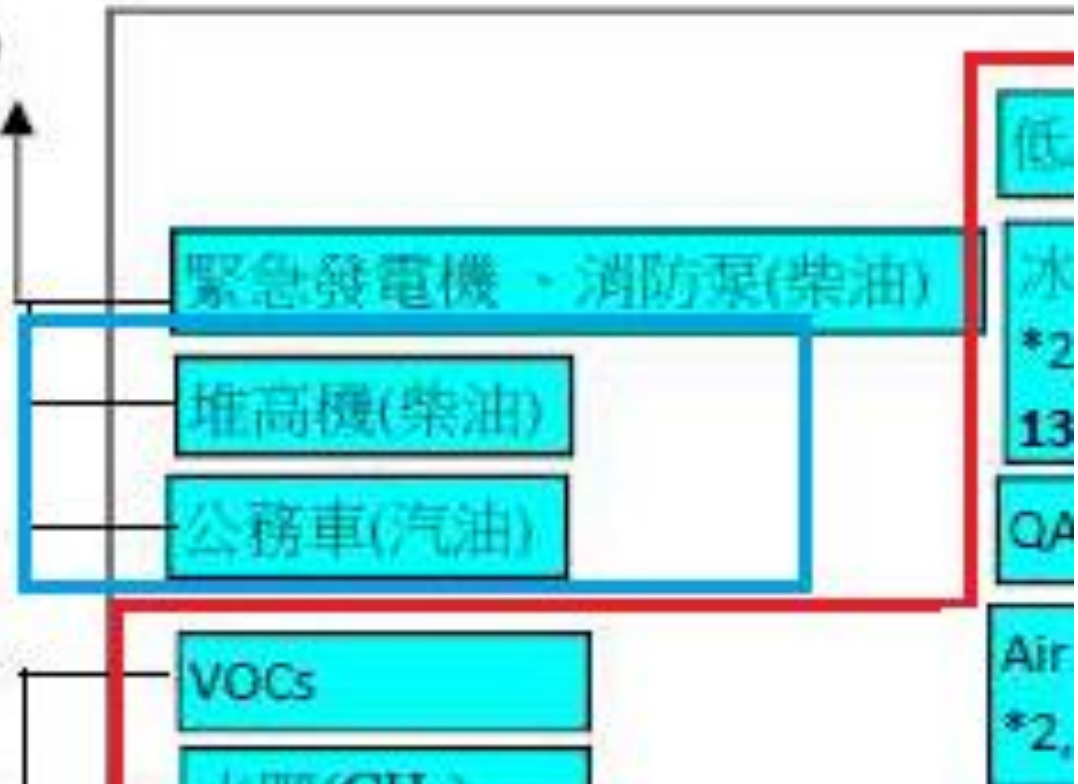 低
緊急發電機、消防泵(柴油)
水
*2
13
堆高機(柴油)
公務車(汽油)
QA
VOCs
Air
*2,
(CH